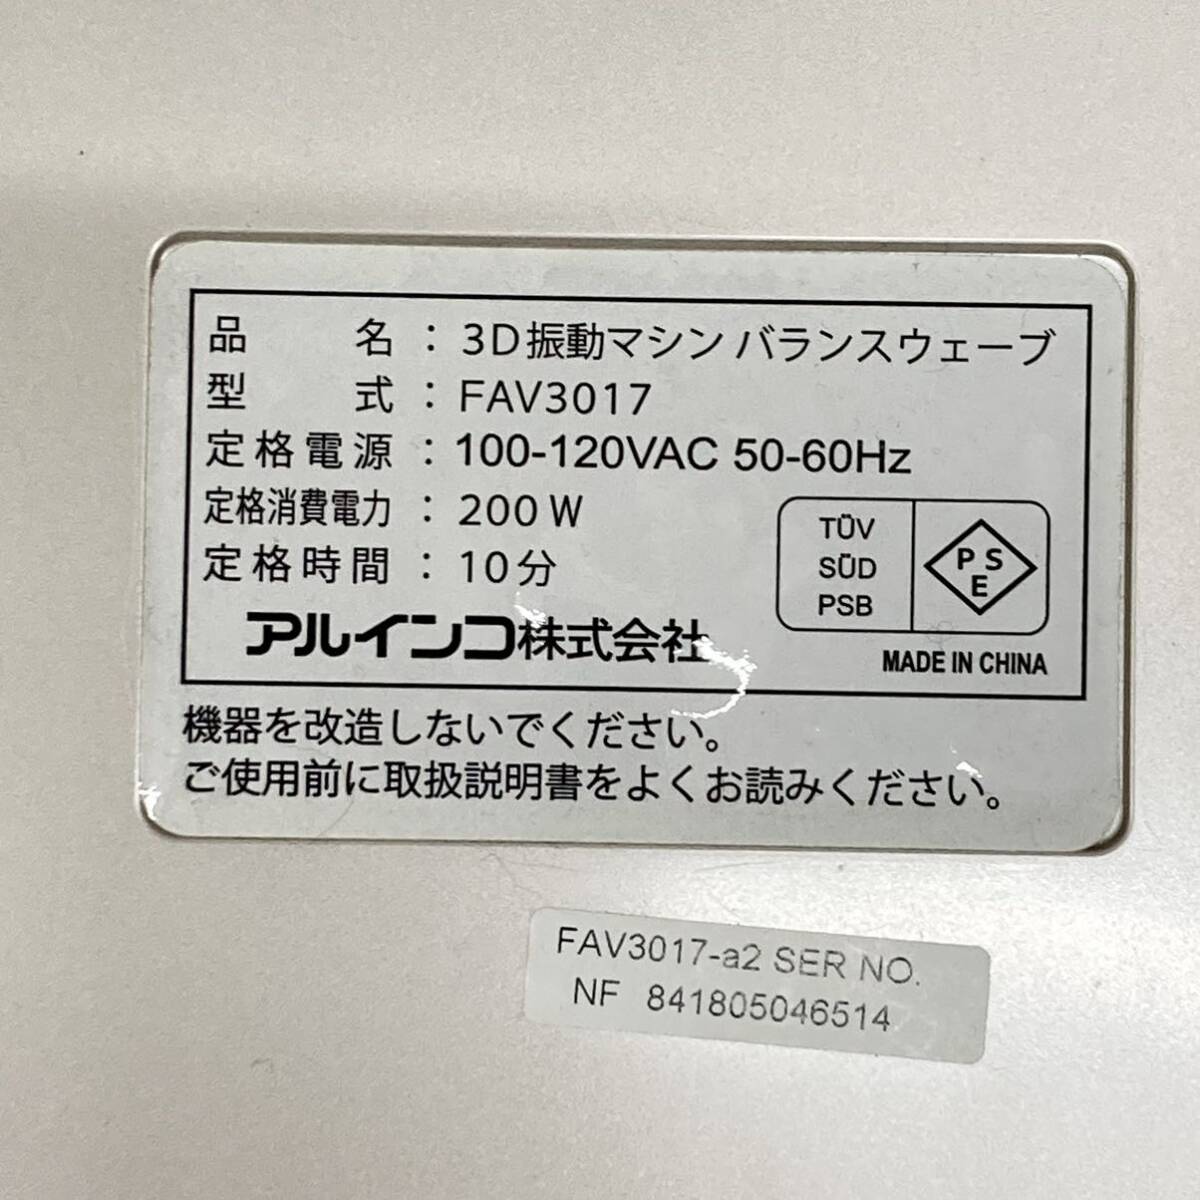 品名：3D振動マシン バランスウェーブ
型式：FAV3017
定格電源：100-120VAC 50-60Hz
定格消費電力：200 W
定格時間：10分
TÜV
SÜD
PSB
PSE
アルインコ株式会社
MADE IN CHINA
機器を改造しないでください。
ご使用前に取扱説明書をよくお読みください。
FAV3017-a2 SER NO.
NF 841805046514